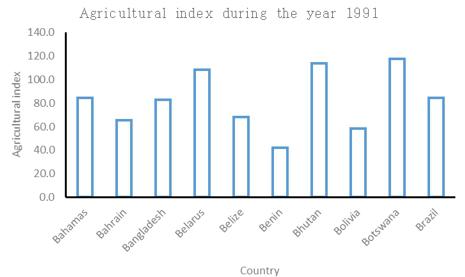 Agricultural index during the year 1991
Agricultural index
140.0
120.0
100.0
80.0
60.0
40.0
20.0
0.0
Bahamas
Bahrain
Bangladesh
Belarus
Belize
Benin
Bhutan
Bolivia
Botswana
Brazil
Country